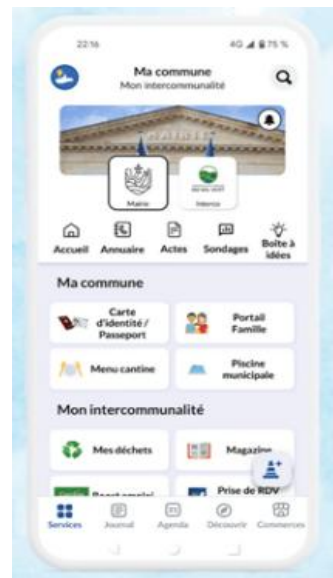 22:16
4G 75 %
Ma commune
Mon intercommunalité
MAIRIE
Mairie
Interco
Accueil
Annuaire
Actes
Sondages
Boîte à
idées
Ma commune
Carte
d'identité /
Passeport
Portail
Famille
Menu cantine
Piscine
municipale
Mon intercommunalité
Mes déchets
Magazine
Prise de RDV
Services
Journal
Agenda
Découvrir
Commerces